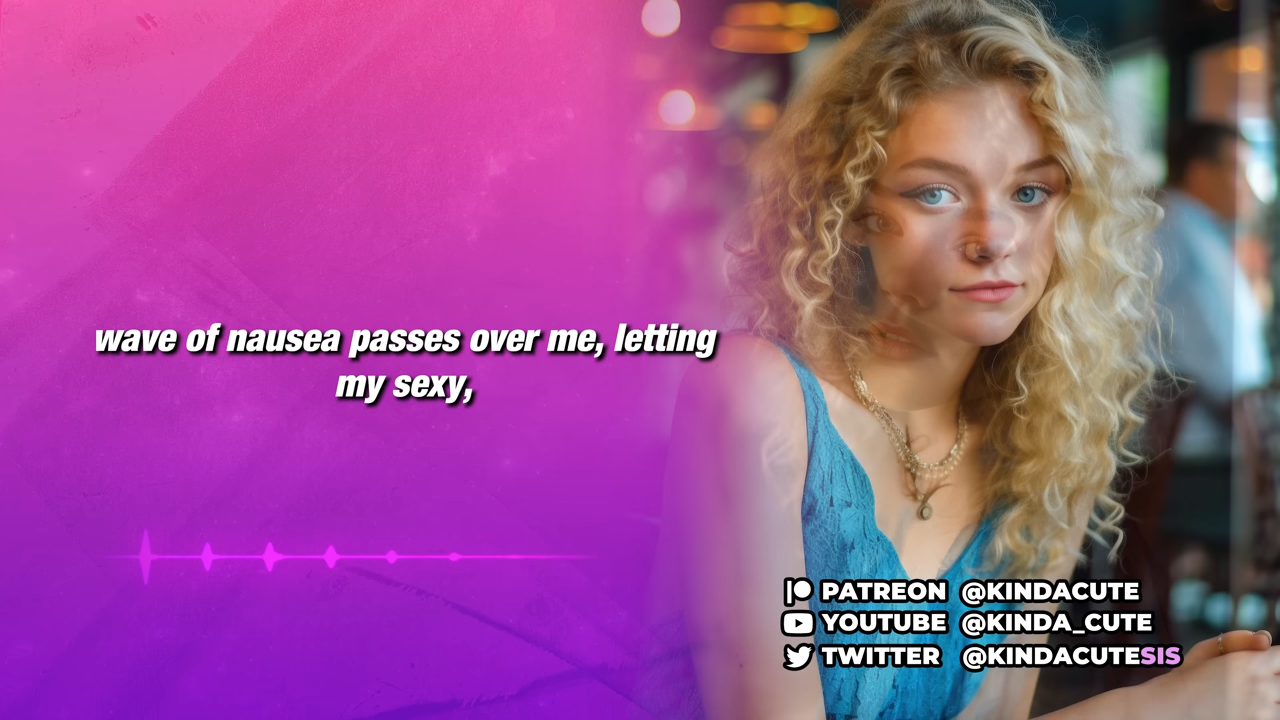 wave of nausea passes over me, letting
my sexy,
PATREON @KINDACUTE
YOUTUBE @KINDA_CUTE
TWITTER @KINDACUTESIS